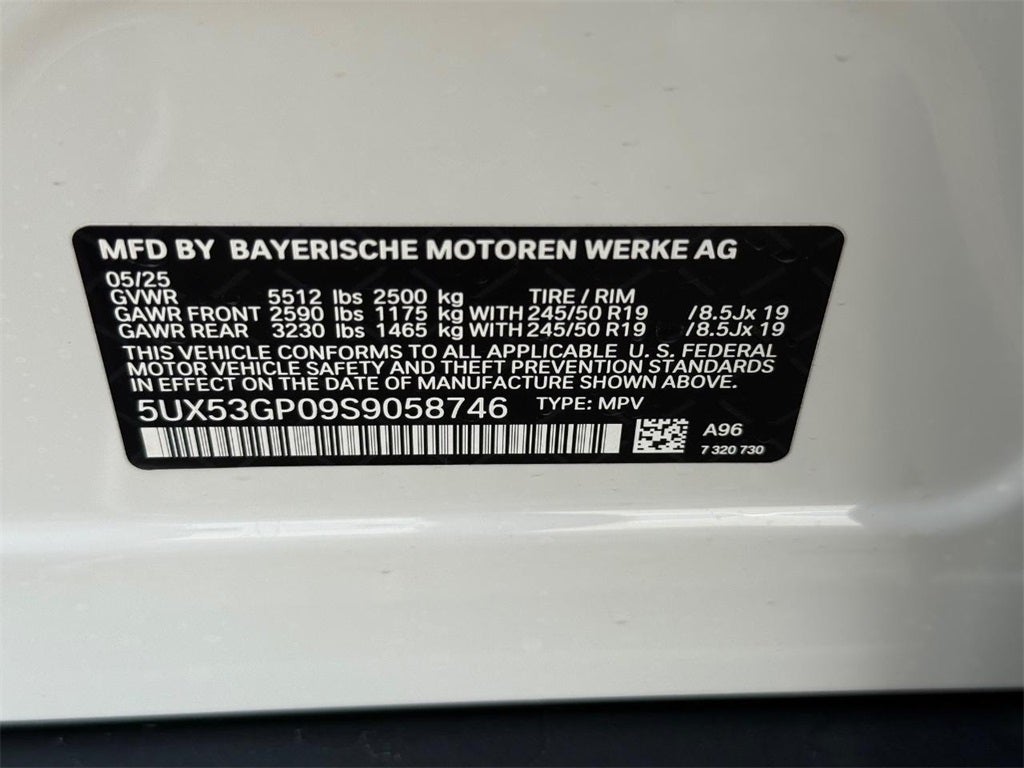 MFD BY BAYERISCHE MOTOREN WERKE AG
05/25
GVWR 5512 lbs 2500 kg TIRE / RIM
GAWR FRONT 2590 lbs 1175 kg WITH 245/50 R19 /8.5Jx 19
GAWR REAR 3230 lbs 1465 kg WITH 245/50 R19 /8.5Jx 19
THIS VEHICLE CONFORMS TO ALL APPLICABLE U. S. FEDERAL
MOTOR VEHICLE SAFETY AND THEFT PREVENTION STANDARDS
IN EFFECT ON THE DATE OF MANUFACTURE SHOWN ABOVE.
5UX53GP09S9058746 TYPE: MPV
A96
7 320 730